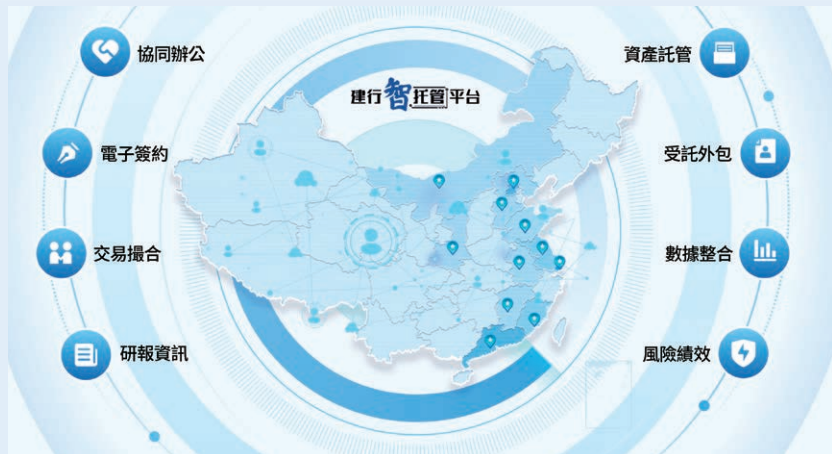 建行智托管平台
協同辦公
電子簽約
交易撮合
研報資訊
資產託管
受託外包
數據整合
風險績效